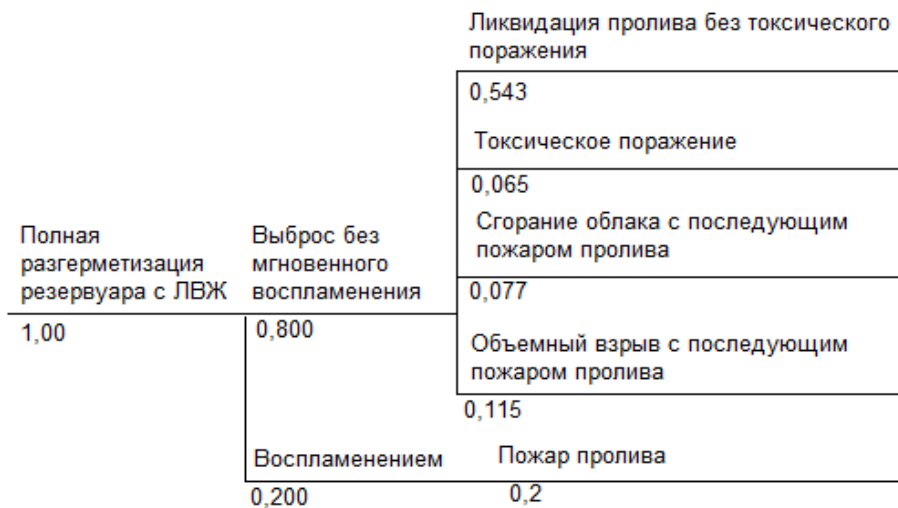 Ликвидация пролива без токсического
поражения
0,543
Токсическое поражение
0,065
Сгорание облака с последующим
пожаром пролива
0,077
Объемный взрыв с последующим
пожаром пролива
0,115
Полная
разгерметизация
резервуара с ЛВЖ
1,00
Выброс без
мгновенного
воспламенения
0,800
Воспламенением
0,200
Пожар пролива
0,2